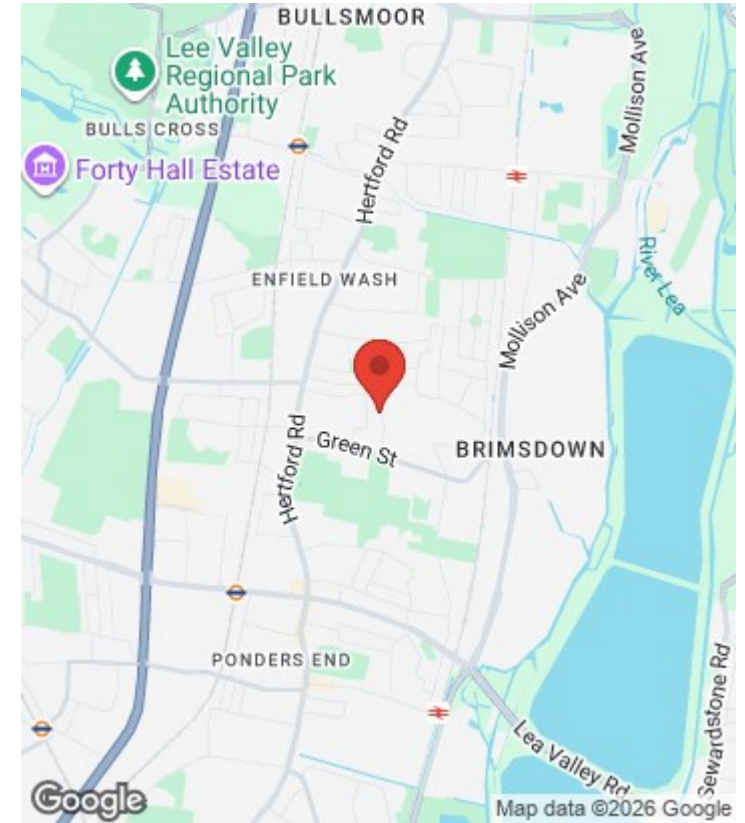 BULLSMOOR
Lee Valley
Regional Park
Authority
BULLS CROSS
Forty Hall Estate
Hertford Rd
Mollison Ave
River Lea
ENFIELD WASH
Mollison Ave
Hertford Rd
Green St
BRIMSDOWN
PONDERS END
Lea Valley Rd
Sewardstone Rd
Google
Map data ©2026 Google